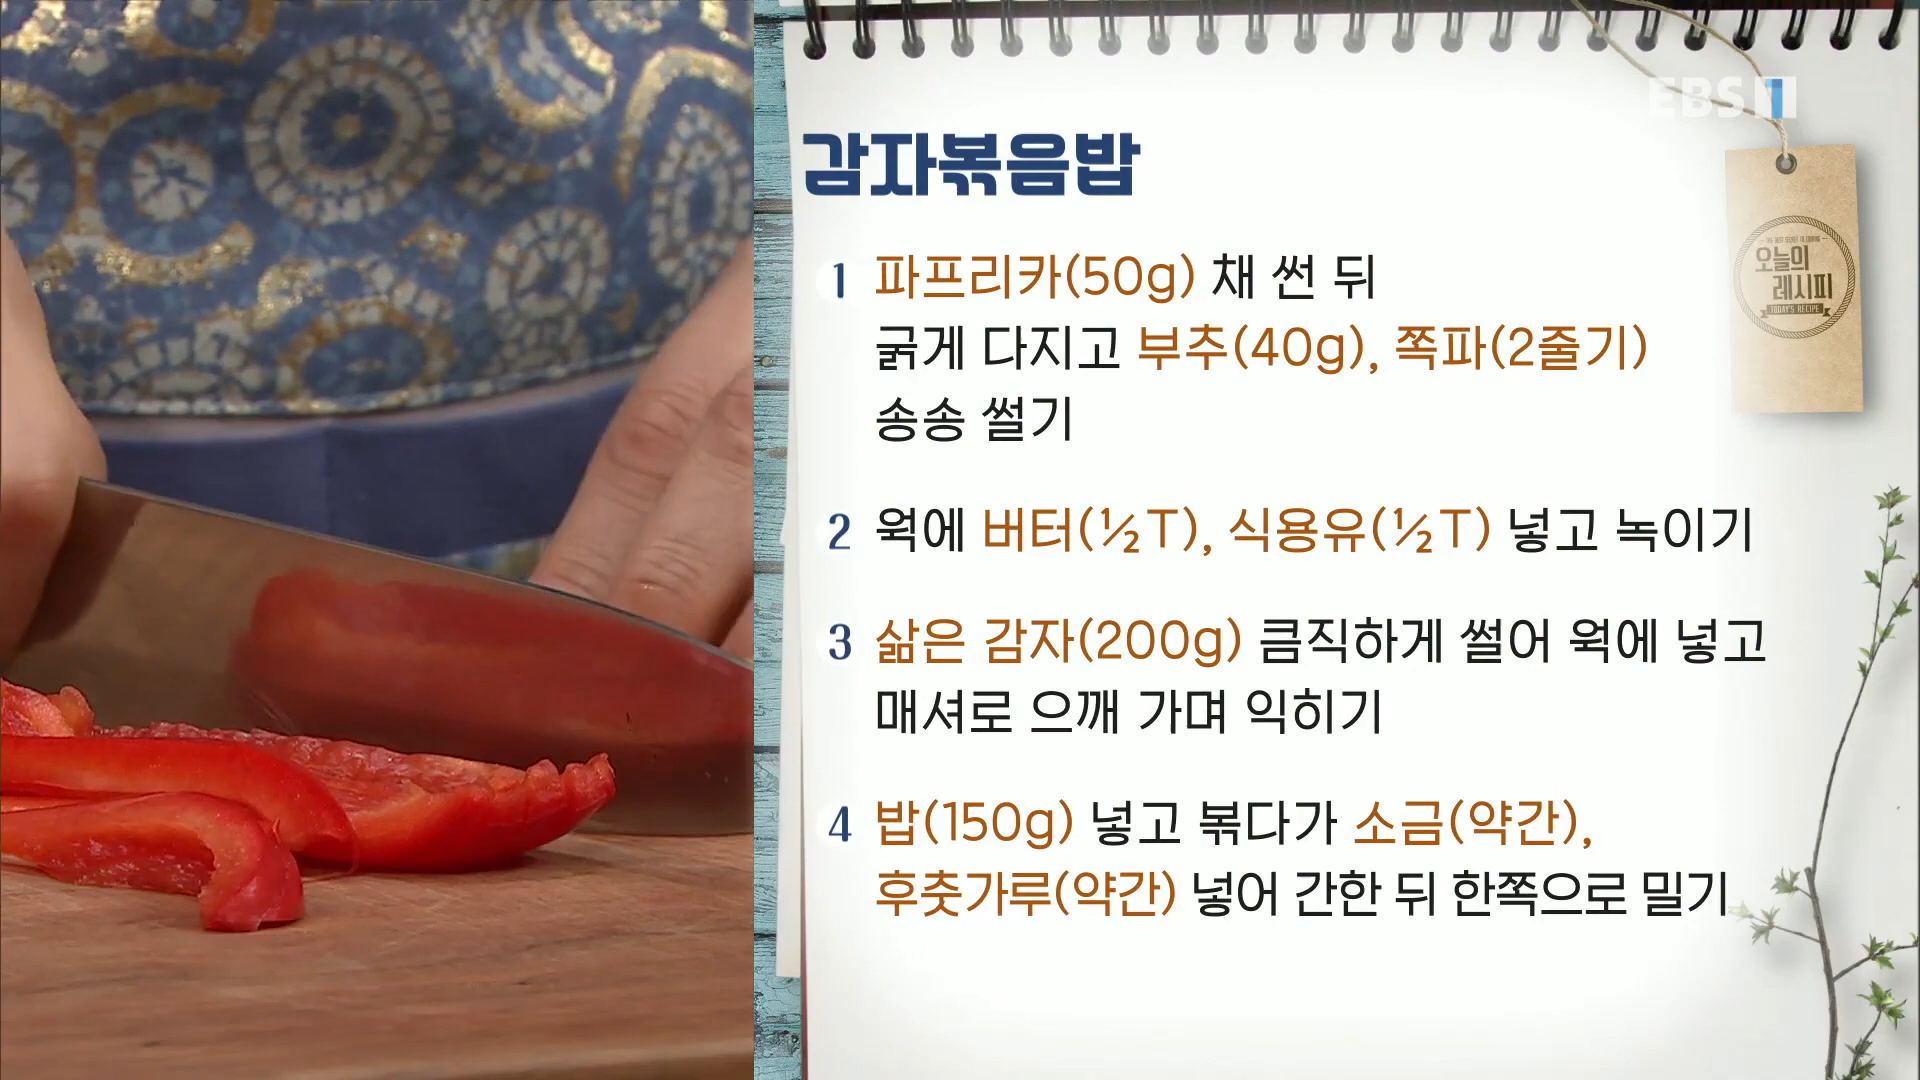 EBS 1
감자볶음밥
오늘의
레시피
TODAY'S RECIPE
1 파프리카(50g) 채 썬 뒤
굵게 다지고 부추(40g), 쪽파(2줄기)
송송 썰기
2 웍에 버터(½T), 식용유(½T) 넣고 녹이기
3 삶은 감자(200g) 큼직하게 썰어 웍에 넣고
매셔로 으깨 가며 익히기
4 밥(150g) 넣고 볶다가 소금(약간),
후춧가루(약간) 넣어 간한 뒤 한쪽으로 밀기